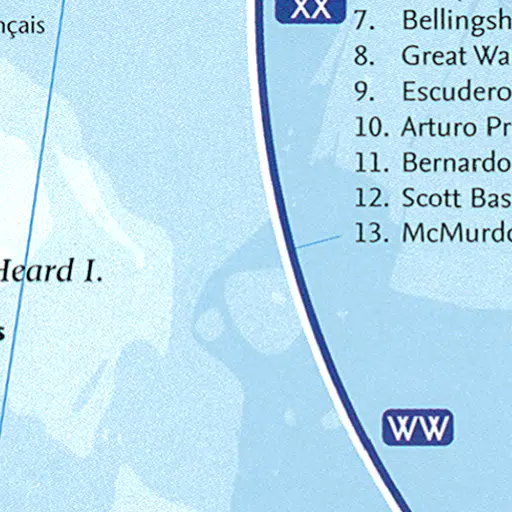 XX
7. Bellingsh
nçais
8. Great Wa
9. Escudero
10. Arturo Pr
11. Bernardo
12. Scott Bas
13. McMurdo
Heard I.
s
WW